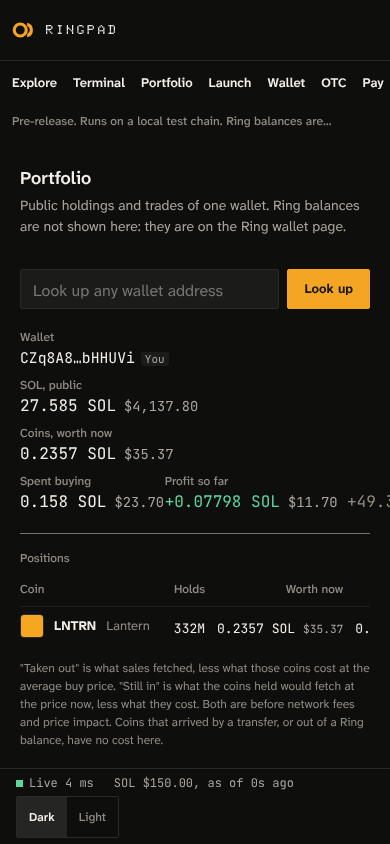 RINGPAD
Explore Terminal Portfolio Launch Wallet OTC Pay
Pre-release. Runs on a local test chain. Ring balances are…
Portfolio
Public holdings and trades of one wallet. Ring balances
are not shown here: they are on the Ring wallet page.
Look up any wallet address Look up
Wallet
CZq8A8…bHHUVi You
SOL, public
27.585 SOL $4,137.80
Coins, worth now
0.2357 SOL $35.37
Spent buying Profit so far
0.158 SOL $23.70 +0.07798 SOL $11.70 +49.3
Positions
Coin Holds Worth now
LNTRN Lantern 332M 0.2357 SOL $35.37 0.
"Taken out" is what sales fetched, less what those coins cost at the
average buy price. "Still in" is what the coins held would fetch at
the price now, less what they cost. Both are before network fees
and price impact. Coins that arrived by a transfer, or out of a Ring
balance, have no cost here.
Live 4 ms SOL $150.00, as of 0s ago
Dark Light